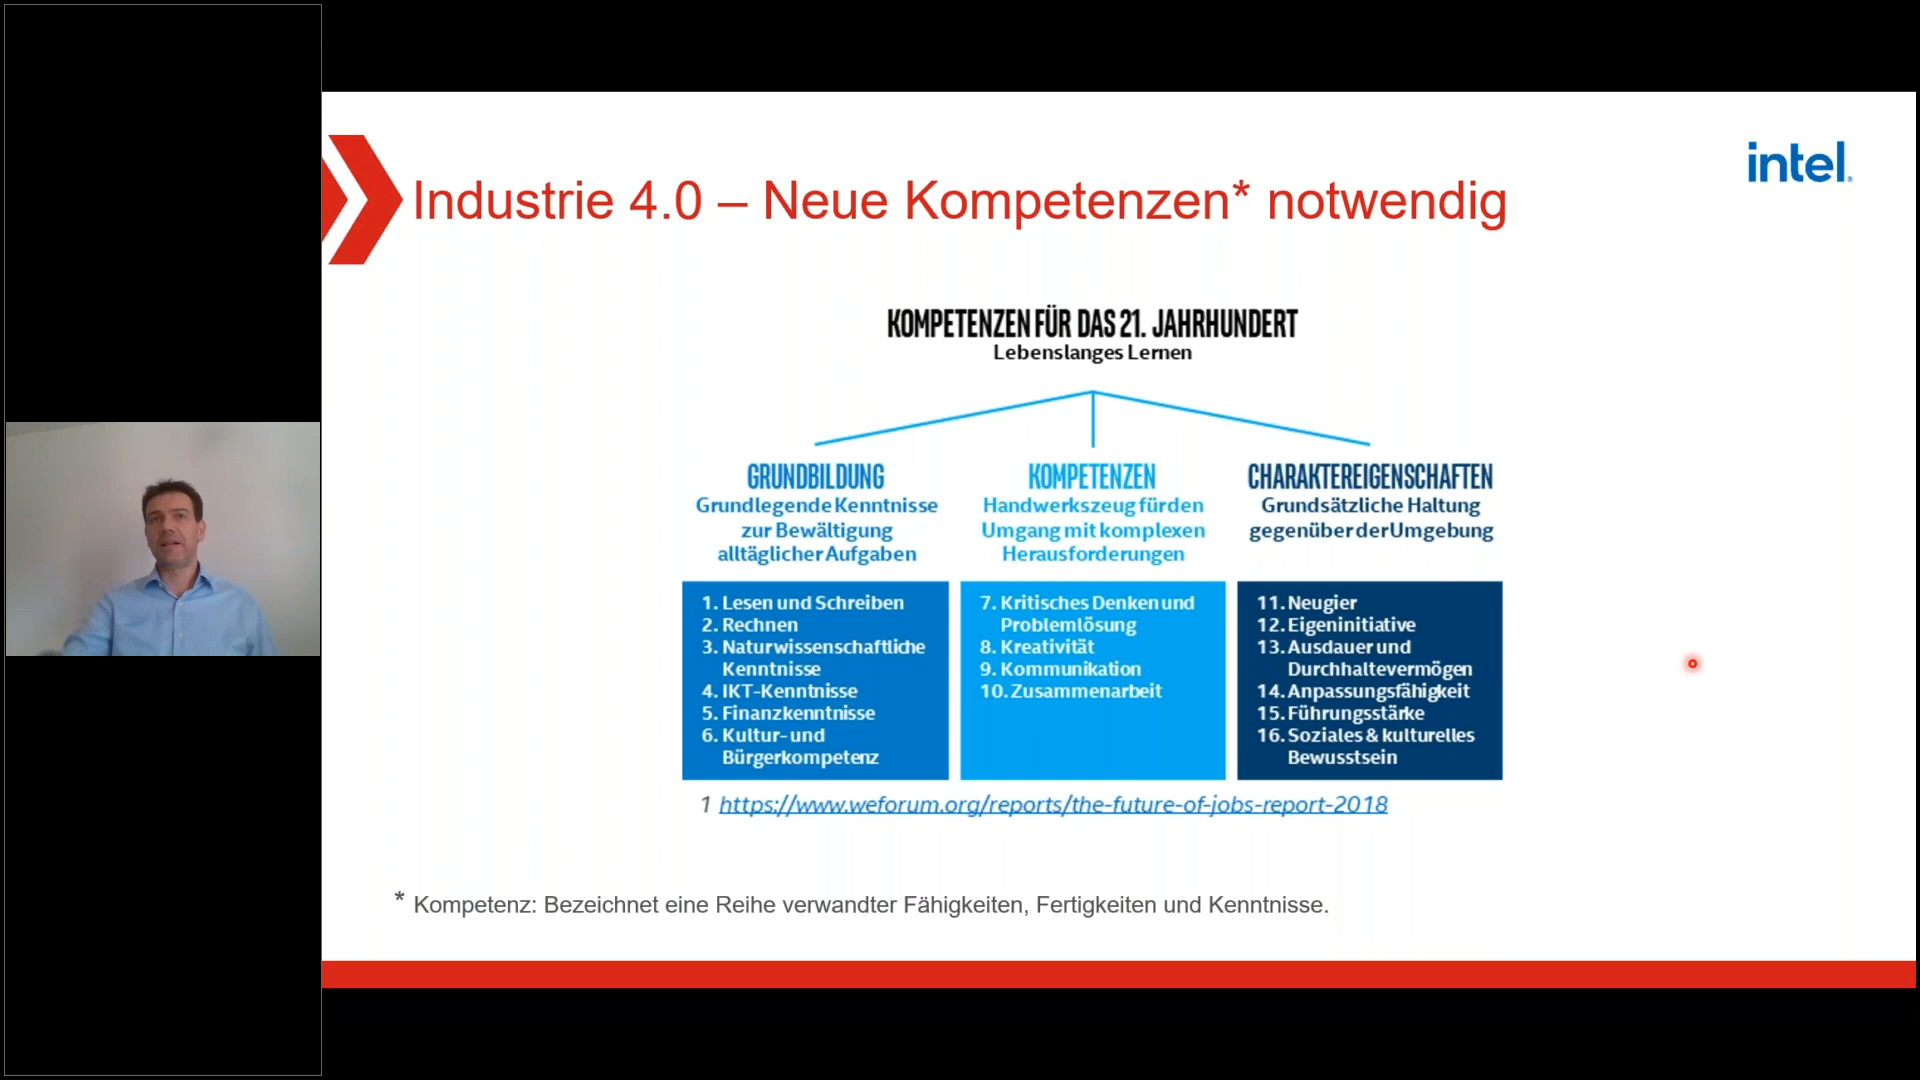 intel.
Industrie 4.0 – Neue Kompetenzen* notwendig
KOMPETENZEN FÜR DAS 21. JAHRHUNDERT
Lebenslanges Lernen
GRUNDBILDUNG
Grundlegende Kenntnisse
zur Bewältigung
alltäglicher Aufgaben
1. Lesen und Schreiben
2. Rechnen
3. Naturwissenschaftliche
Kenntnisse
4. IKT-Kenntnisse
5. Finanzkenntnisse
6. Kultur- und
Bürgerkompetenz
KOMPETENZEN
Handwerkszeug für den
Umgang mit komplexen
Herausforderungen
7. Kritisches Denken und
Problemlösung
8. Kreativität
9. Kommunikation
10. Zusammenarbeit
CHARAKTEREIGENSCHAFTEN
Grundsätzliche Haltung
gegenüber der Umgebung
11. Neugier
12. Eigeninitiative
13. Ausdauer und
Durchhaltevermögen
14. Anpassungsfähigkeit
15. Führungsstärke
16. Soziales & kulturelles
Bewusstsein
1 https://www.weforum.org/reports/the-future-of-jobs-report-2018
* Kompetenz: Bezeichnet eine Reihe verwandter Fähigkeiten, Fertigkeiten und Kenntnisse.